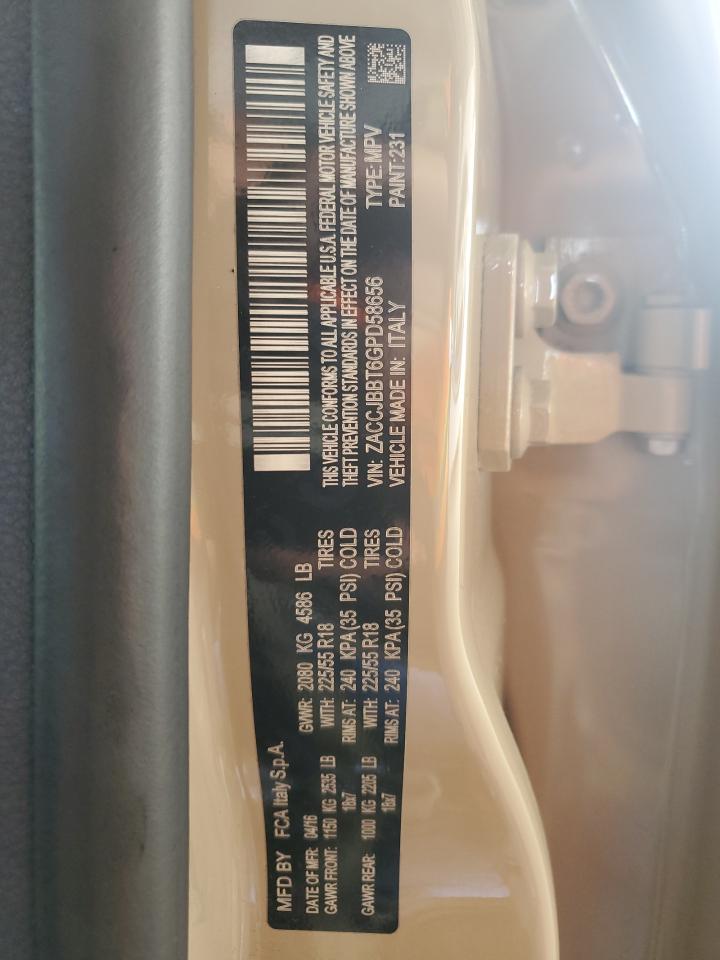 MFD BY FCA Italy S.p.A.
DATE OF MFR: 04/16 GVWR: 2080 KG 4586 LB
GAWR FRONT: 1150 KG 2535 LB WITH: 225/55 R18 TIRES
18x7 RIMS AT: 240 KPA (35 PSI) COLD
GAWR REAR: 1000 KG 2205 LB WITH: 225/55 R18 TIRES
18x7 RIMS AT: 240 KPA (35 PSI) COLD
THIS VEHICLE CONFORMS TO ALL APPLICABLE U.S.A. FEDERAL MOTOR VEHICLE SAFETY AND
THEFT PREVENTION STANDARDS IN EFFECT ON THE DATE OF MANUFACTURE SHOWN ABOVE
VIN: ZACCJBBT6GPD58656 TYPE: MPV
VEHICLE MADE IN: ITALY PAINT:231